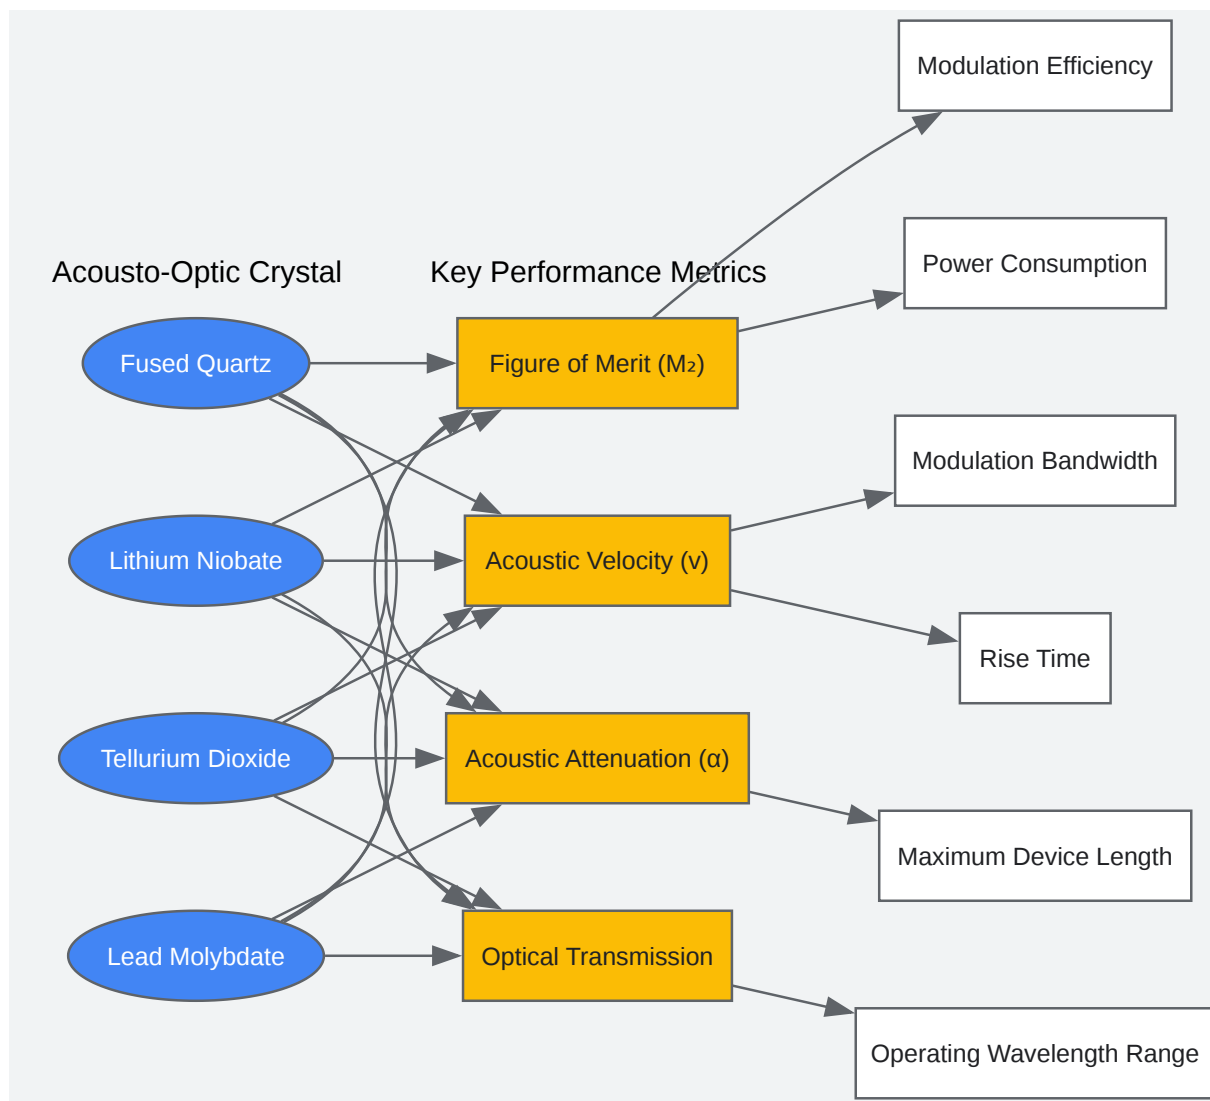 Modulation Efficiency
Power Consumption
Acousto-Optic Crystal
Key Performance Metrics
Fused Quartz
Figure of Merit (M₂)
Modulation Bandwidth
Lithium Niobate
Acoustic Velocity (v)
Rise Time
Tellurium Dioxide
Acoustic Attenuation (α)
Maximum Device Length
Lead Molybdate
Optical Transmission
Operating Wavelength Range